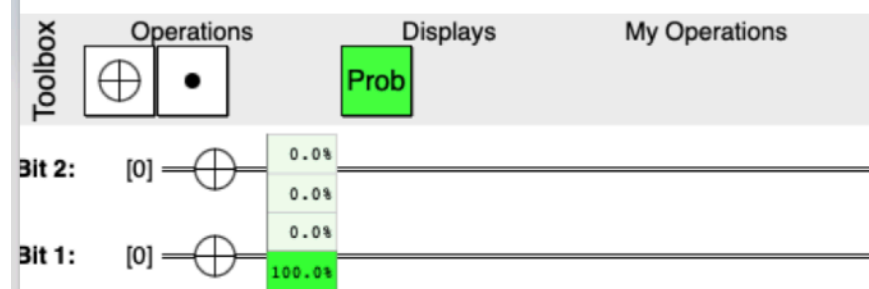 Toolbox
Operations Displays My Operations
Prob
Bit 2: [0] 0.0%
0.0%
0.0%
Bit 1: [0] 100.0%